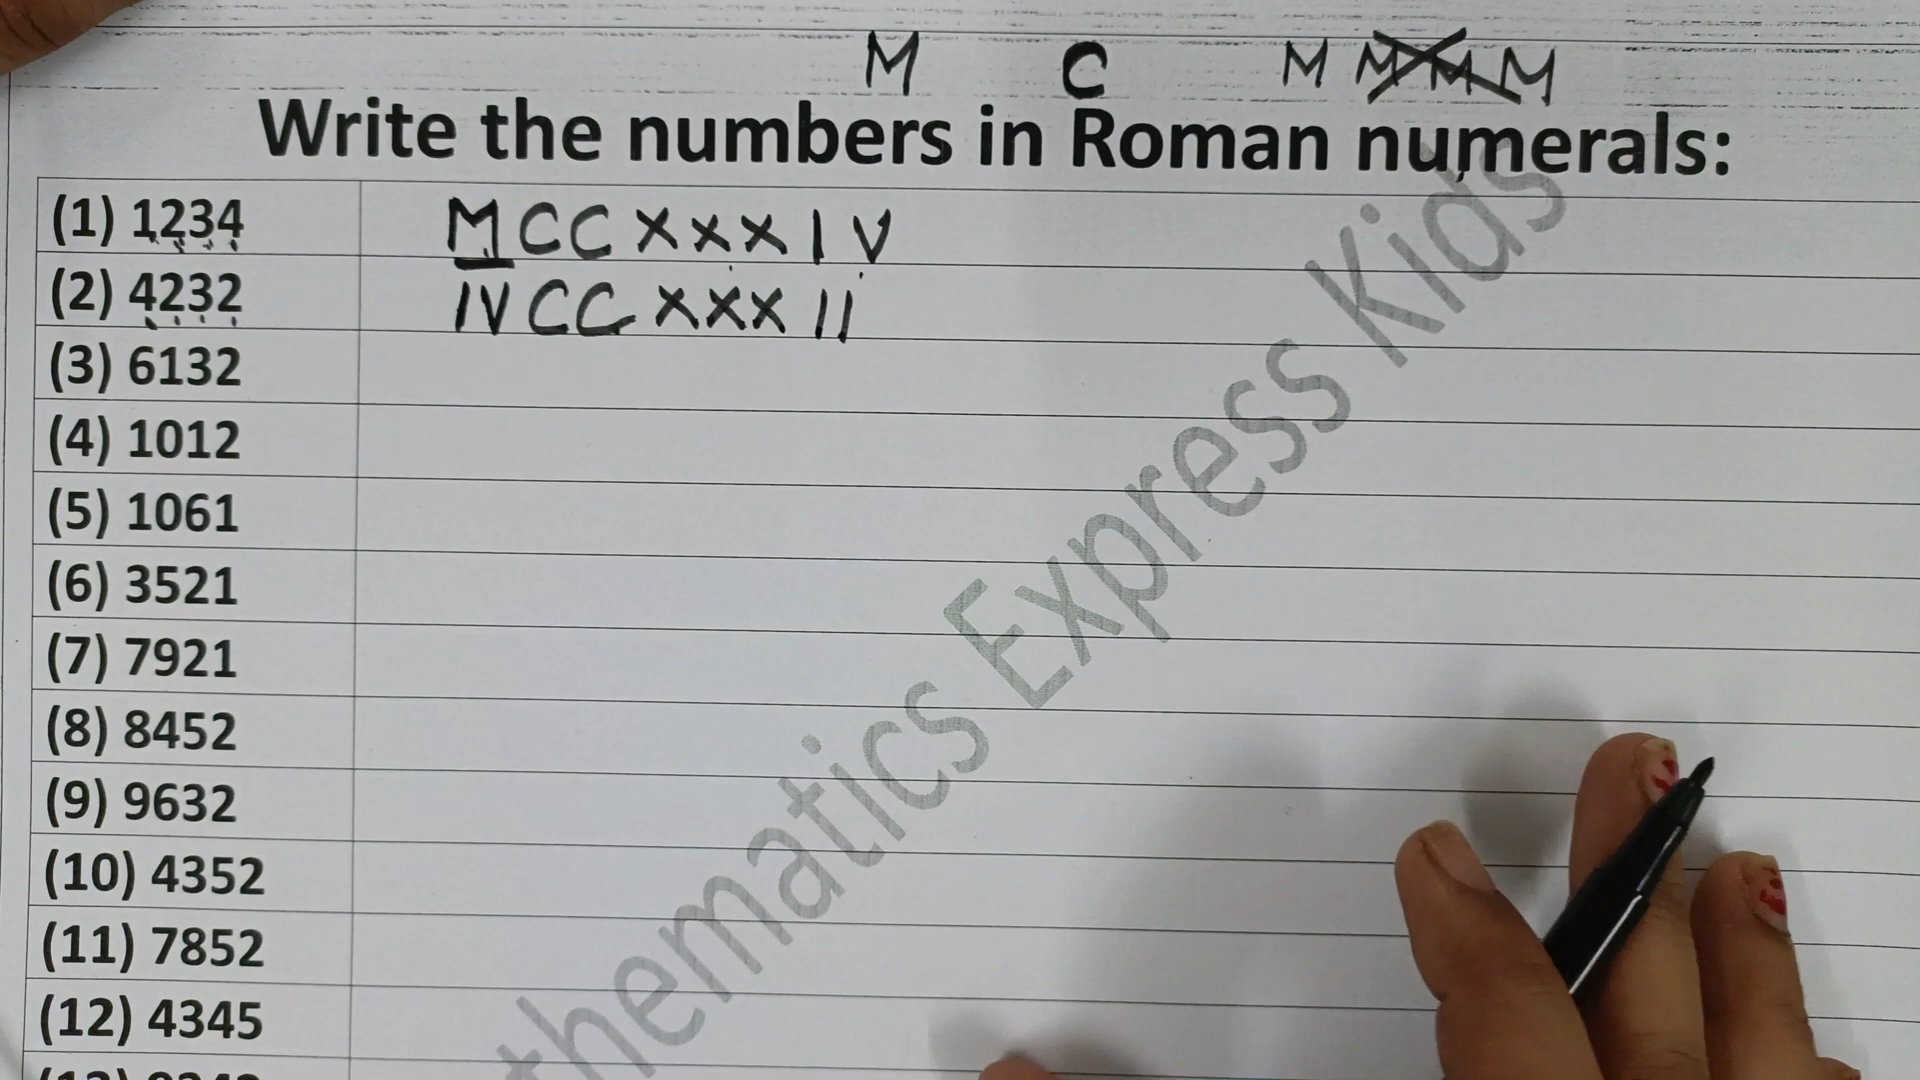 M C M M M M
Write the numbers in Roman numerals:
(1) 1234 MCCXXXIV
(2) 4232 IVCCXXXII
(3) 6132
(4) 1012
(5) 1061
(6) 3521
(7) 7921
(8) 8452
(9) 9632
(10) 4352
(11) 7852
(12) 4345
thematics Express Kids